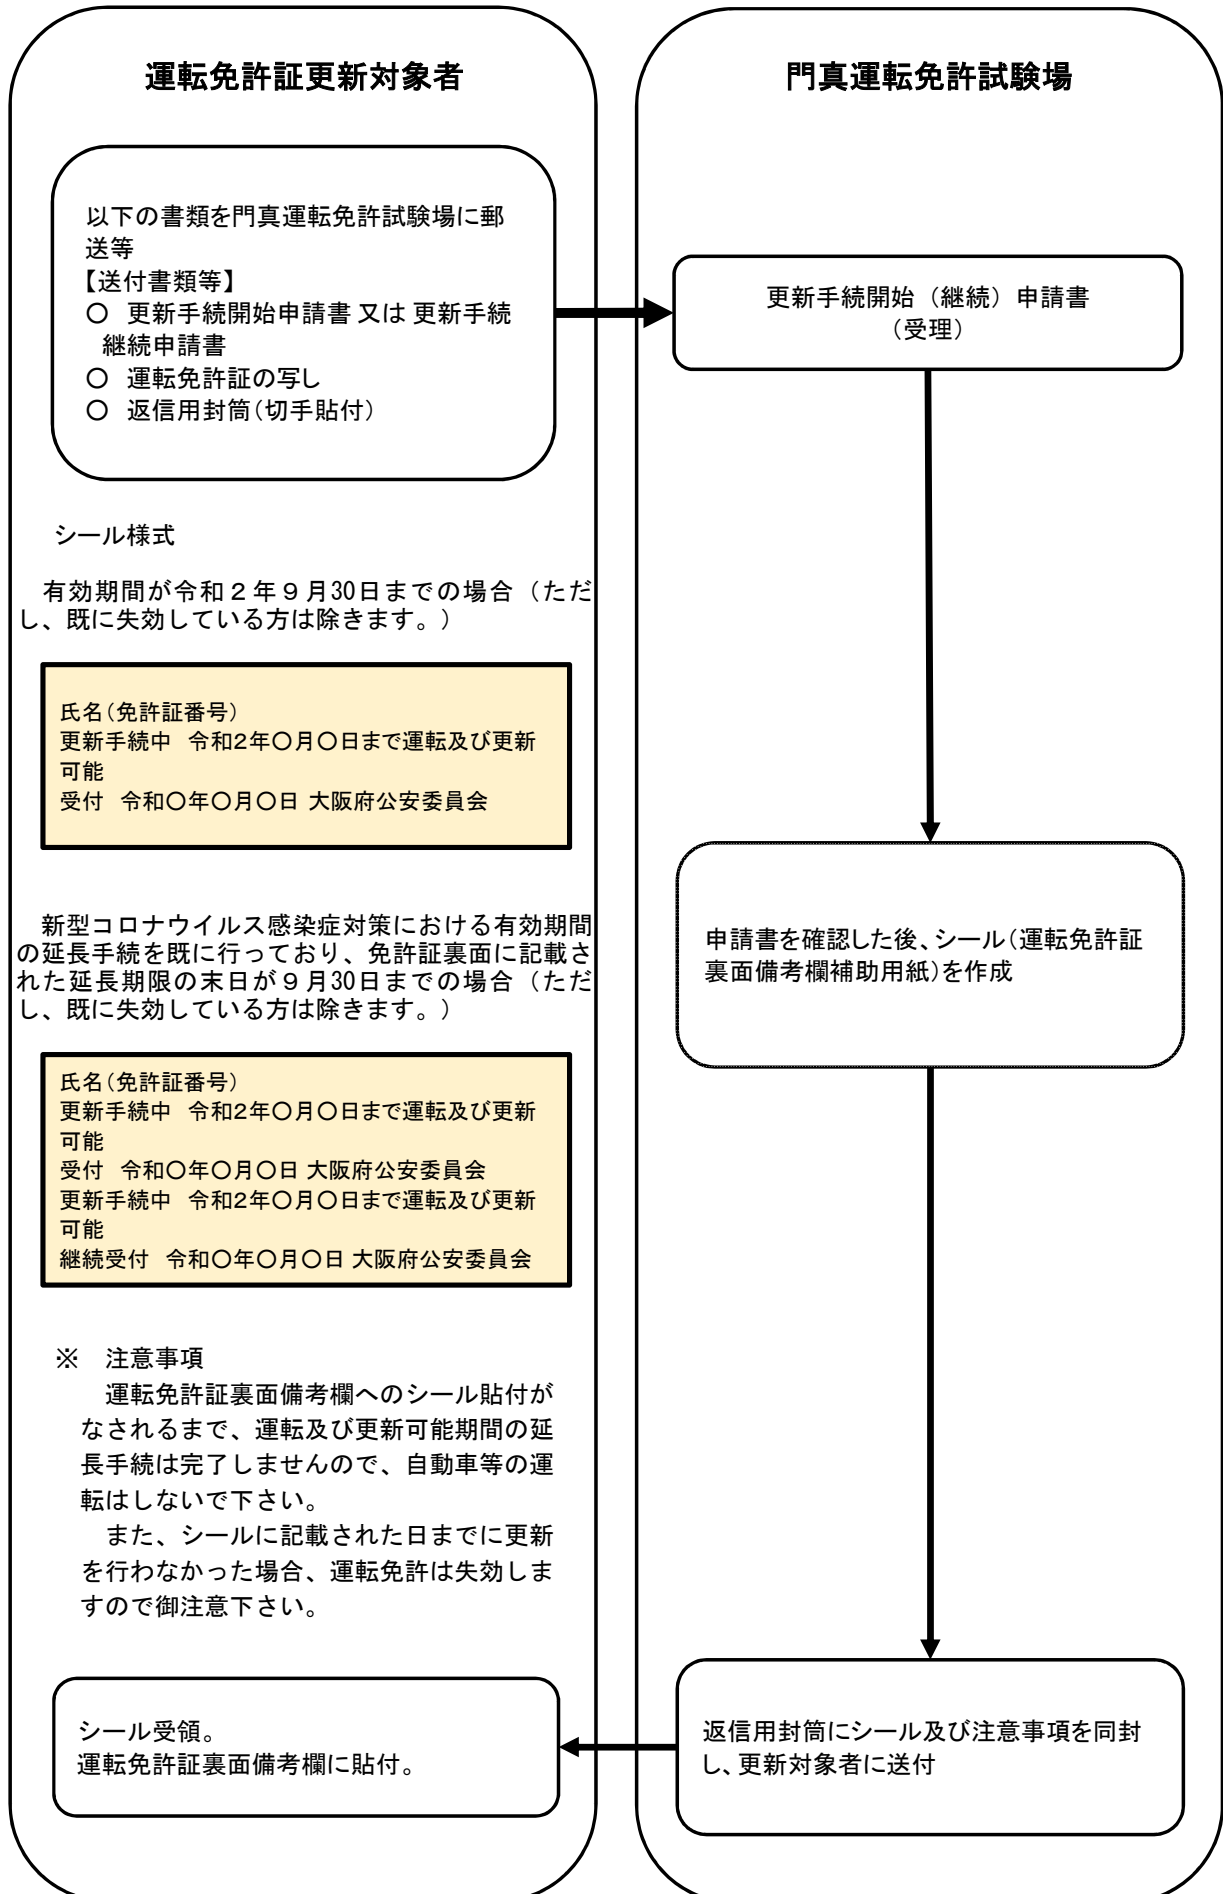 運転免許証更新対象者
以下の書類を門真運転免許試験場に郵
送等
【送付書類等】
○　更新手続開始申請書 又は 更新手続
継続申請書
○　運転免許証の写し
○　返信用封筒（切手貼付）
シール様式
有効期間が令和２年９月30日までの場合（ただ
し、既に失効している方は除きます。）
氏名（免許証番号）
更新手続中　令和2年○月○日まで運転及び更新
可能
受付　令和○年○月○日 大阪府公安委員会
新型コロナウイルス感染症対策における有効期間
の延長手続を既に行っており、免許証裏面に記載さ
れた延長期限の末日が９月30日までの場合（ただ
し、既に失効している方は除きます。）
氏名（免許証番号）
更新手続中　令和2年○月○日まで運転及び更新
可能
受付　令和○年○月○日 大阪府公安委員会
更新手続中　令和2年○月○日まで運転及び更新
可能
継続受付　令和○年○月○日 大阪府公安委員会
※　注意事項
運転免許証裏面備考欄へのシール貼付が
なされるまで、運転及び更新可能期間の延
長手続は完了しませんので、自動車等の運
転はしないで下さい。
また、シールに記載された日までに更新
を行わなかった場合、運転免許は失効しま
すので御注意下さい。
シール受領。
運転免許証裏面備考欄に貼付。
門真運転免許試験場
更新手続開始（継続）申請書
（受理）
申請書を確認した後、シール（運転免許証
裏面備考欄補助用紙）を作成
返信用封筒にシール及び注意事項を同封
し、更新対象者に送付